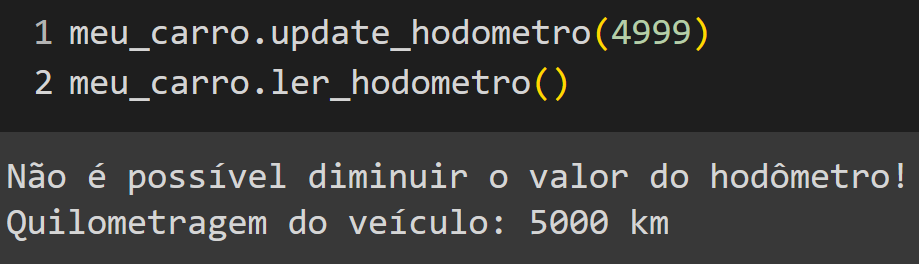 1 meu_carro.update_hodometro(4999)
2 meu_carro.ler_hodometro()
Não é possível diminuir o valor do hodômetro!
Quilometragem do veículo: 5000 km